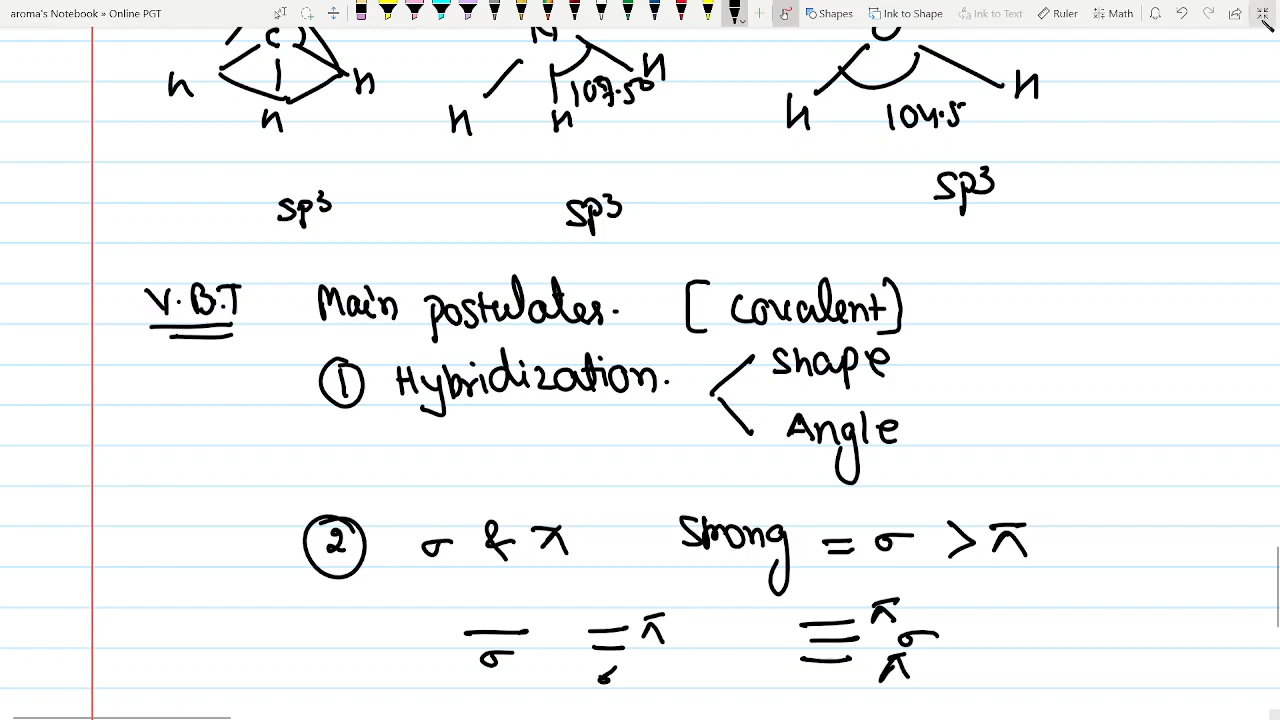 aroma's Notebook » Online PGT
Shapes Ink to Shape Ink to Text Ruler Math
C N O
H H H H H H H H
107.5°
104.5
sp³ sp³ sp³
V.B.T Main postulates. [Covalent]
① Hybridization. Shape
Angle
② σ & π Strong = σ > π
σ π σ π σ π